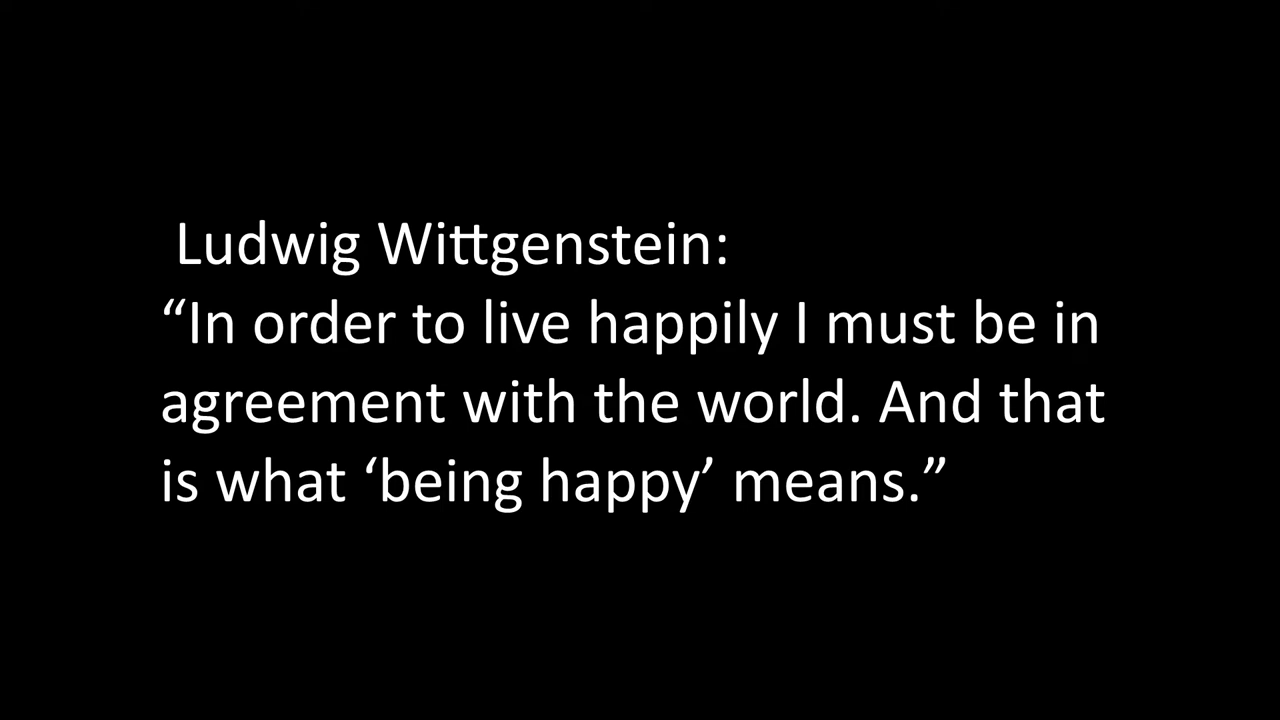 Ludwig Wittgenstein:
“In order to live happily I must be in
agreement with the world. And that
is what ‘being happy’ means.”